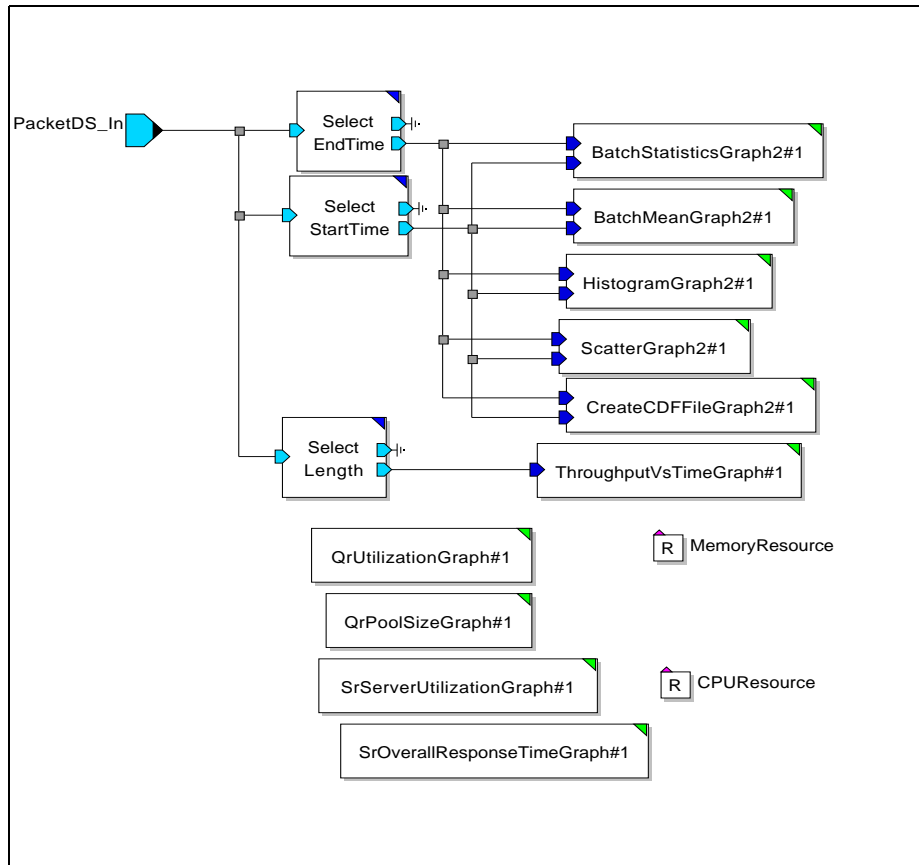 PacketDS_In
Select
EndTime
BatchStatisticsGraph2#1
Select
StartTime
BatchMeanGraph2#1
HistogramGraph2#1
ScatterGraph2#1
CreateCDFFileGraph2#1
Select
Length
ThroughputVsTimeGraph#1
QrUtilizationGraph#1
R MemoryResource
QrPoolSizeGraph#1
SrServerUtilizationGraph#1
R CPUResource
SrOverallResponseTimeGraph#1